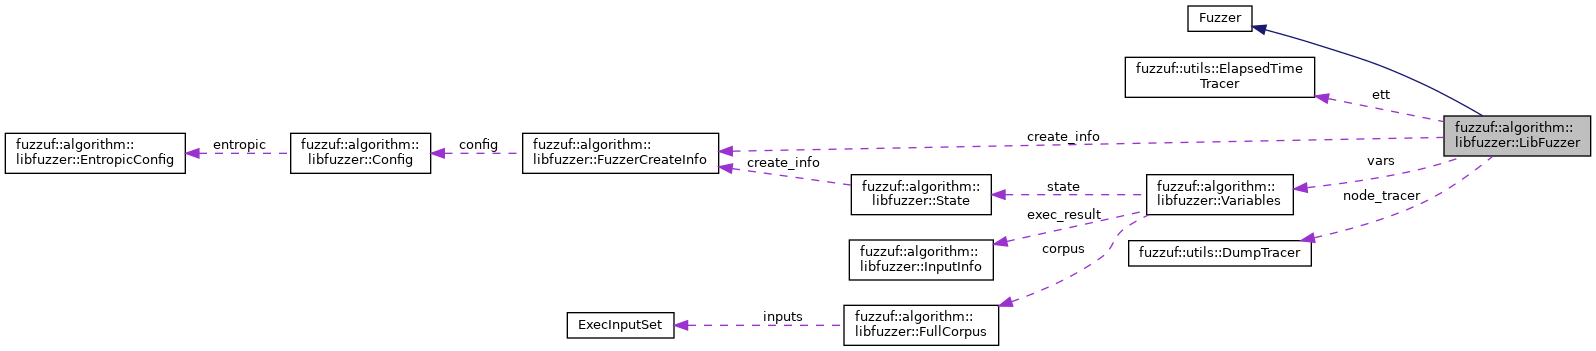 Fuzzer
fuzzuf::utils::ElapsedTime
Tracer
ett
fuzzuf::algorithm::
libfuzzer::LibFuzzer
create_info
entropic
config
fuzzuf::algorithm::
libfuzzer::EntropicConfig
fuzzuf::algorithm::
libfuzzer::Config
fuzzuf::algorithm::
libfuzzer::FuzzerCreateInfo
create_info
vars
fuzzuf::algorithm::
libfuzzer::State
state
fuzzuf::algorithm::
libfuzzer::Variables
node_tracer
exec_result
fuzzuf::algorithm::
libfuzzer::InputInfo
corpus
fuzzuf::utils::DumpTracer
ExecInputSet
inputs
fuzzuf::algorithm::
libfuzzer::FullCorpus